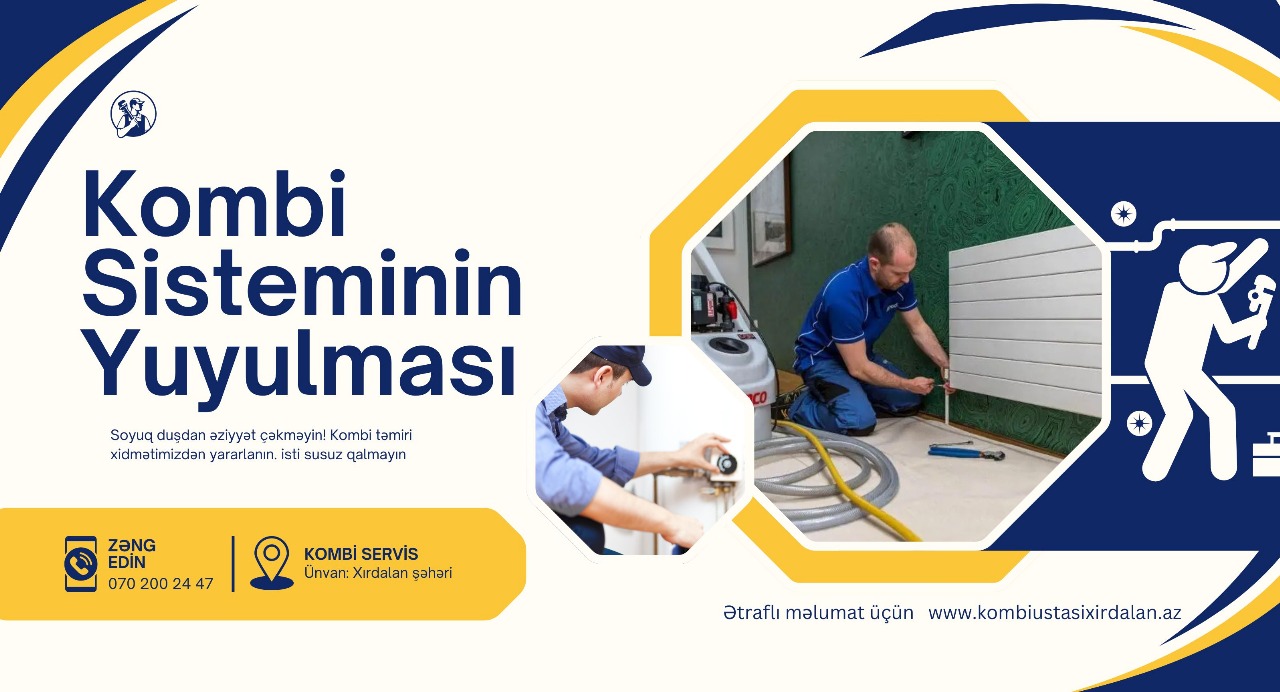 Kombi
Sisteminin
Yuyulması
Soyuq duşdan əziyyət çəkməyin! Kombi təmiri
xidmətimizdən yararlanın. isti susuz qalmayın
ZƏNG
EDİN
070 200 24 47
KOMBİ SERVİS
Ünvan: Xırdalan şəhəri
Ətraflı məlumat üçün www.kombiustasixirdalan.az